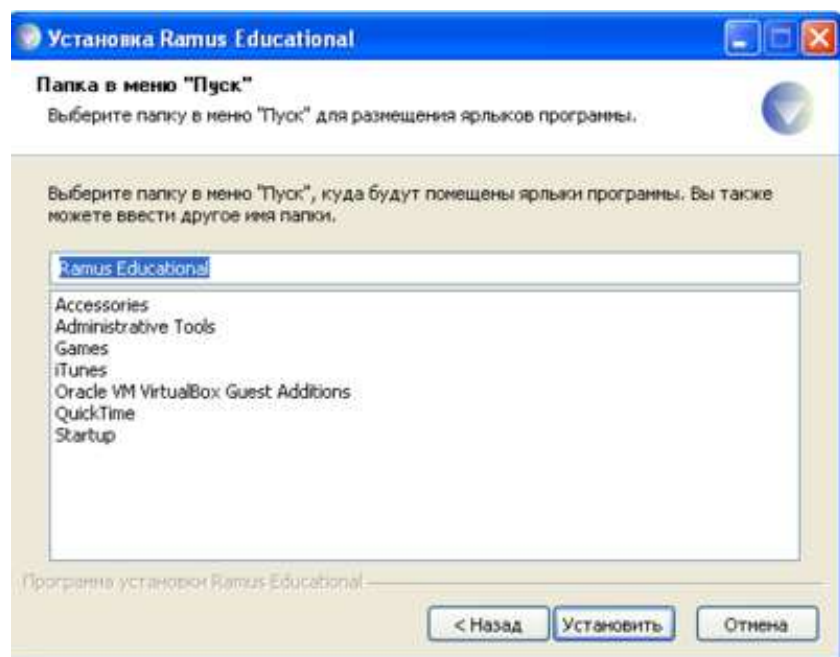 Установка Ramus Educational
Папка в меню "Пуск"
Выберите папку в меню "Пуск" для размещения ярлыков программы.
Выберите папку в меню "Пуск", куда будут помещены ярлыки программы. Вы также
можете ввести другое имя папки.
Ramus Educational
Accessories
Administrative Tools
Games
iTunes
Oracle VM VirtualBox Guest Additions
QuickTime
Startup
Программа установки Ramus Educational
< Назад Установить Отмена